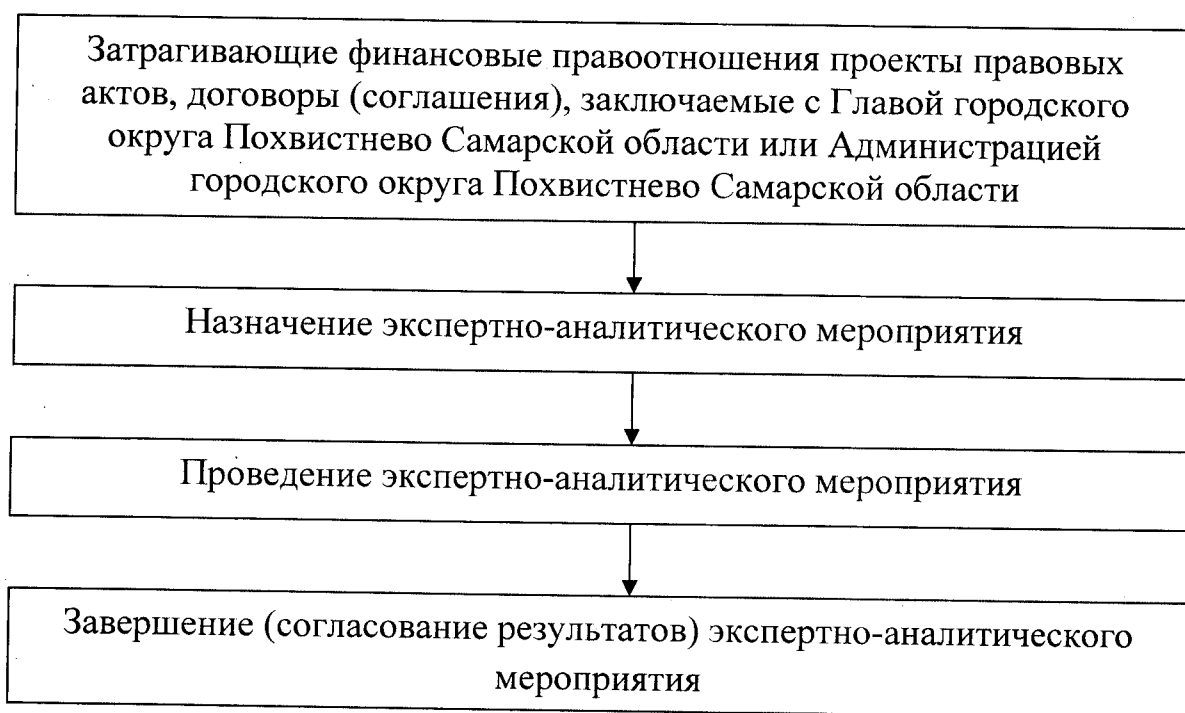 Затрагивающие финансовые правоотношения проекты правовых
актов, договоры (соглашения), заключаемые с Главой городского
округа Похвистнево Самарской области или Администрацией
городского округа Похвистнево Самарской области
Назначение экспертно-аналитического мероприятия
Проведение экспертно-аналитического мероприятия
Завершение (согласование результатов) экспертно-аналитического
мероприятия